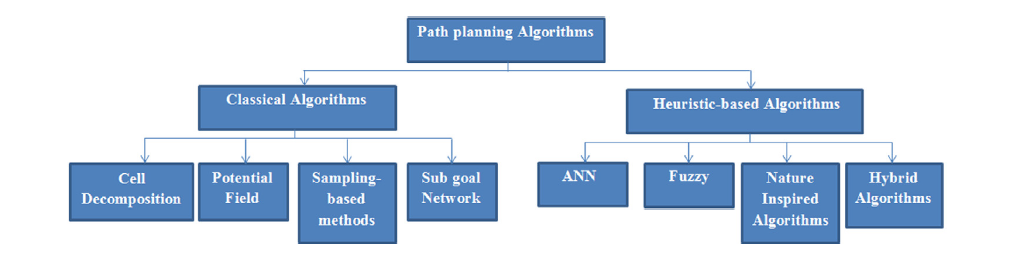 Path planning Algorithms
Classical Algorithms
Heuristic-based Algorithms
Cell
Decomposition
Potential
Field
Sampling-
based
methods
Sub goal
Network
ANN
Fuzzy
Nature
Inspired
Algorithms
Hybrid
Algorithms